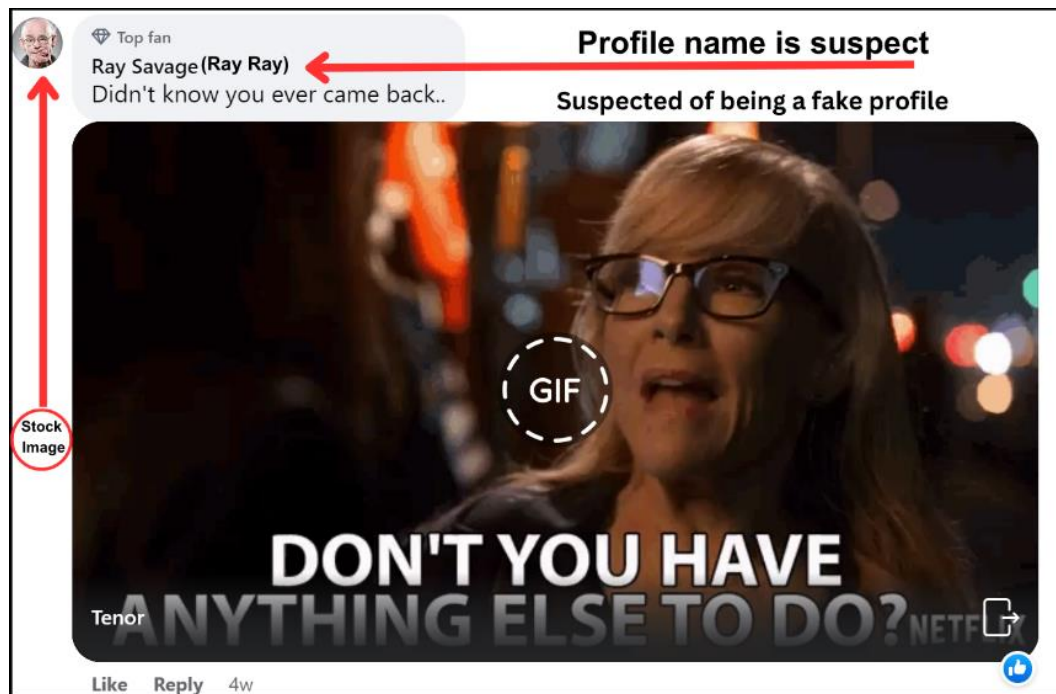 Top fan
Profile name is suspect
Ray Savage (Ray Ray)
Didn't know you ever came back..
Suspected of being a fake profile
Stock
Image
GIF
DON'T YOU HAVE
ANYTHING ELSE TO DO?
Tenor
NETFLIX
Like Reply 4w